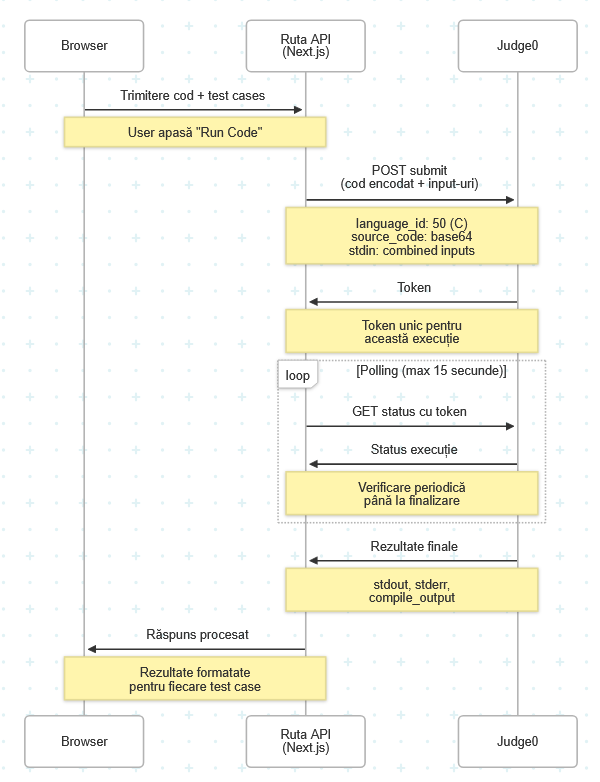 Browser
Ruta API
(Next.js)
Judge0
Trimitere cod + test cases
User apasă "Run Code"
POST submit
(cod encodat + input-uri)
language_id: 50 (C)
source_code: base64
stdin: combined inputs
Token
Token unic pentru
această execuție
loop
[Polling (max 15 secunde)]
GET status cu token
Status execuție
Verificare periodică
până la finalizare
Rezultate finale
stdout, stderr,
compile_output
Răspuns procesat
Rezultate formatate
pentru fiecare test case
Browser
Ruta API
(Next.js)
Judge0